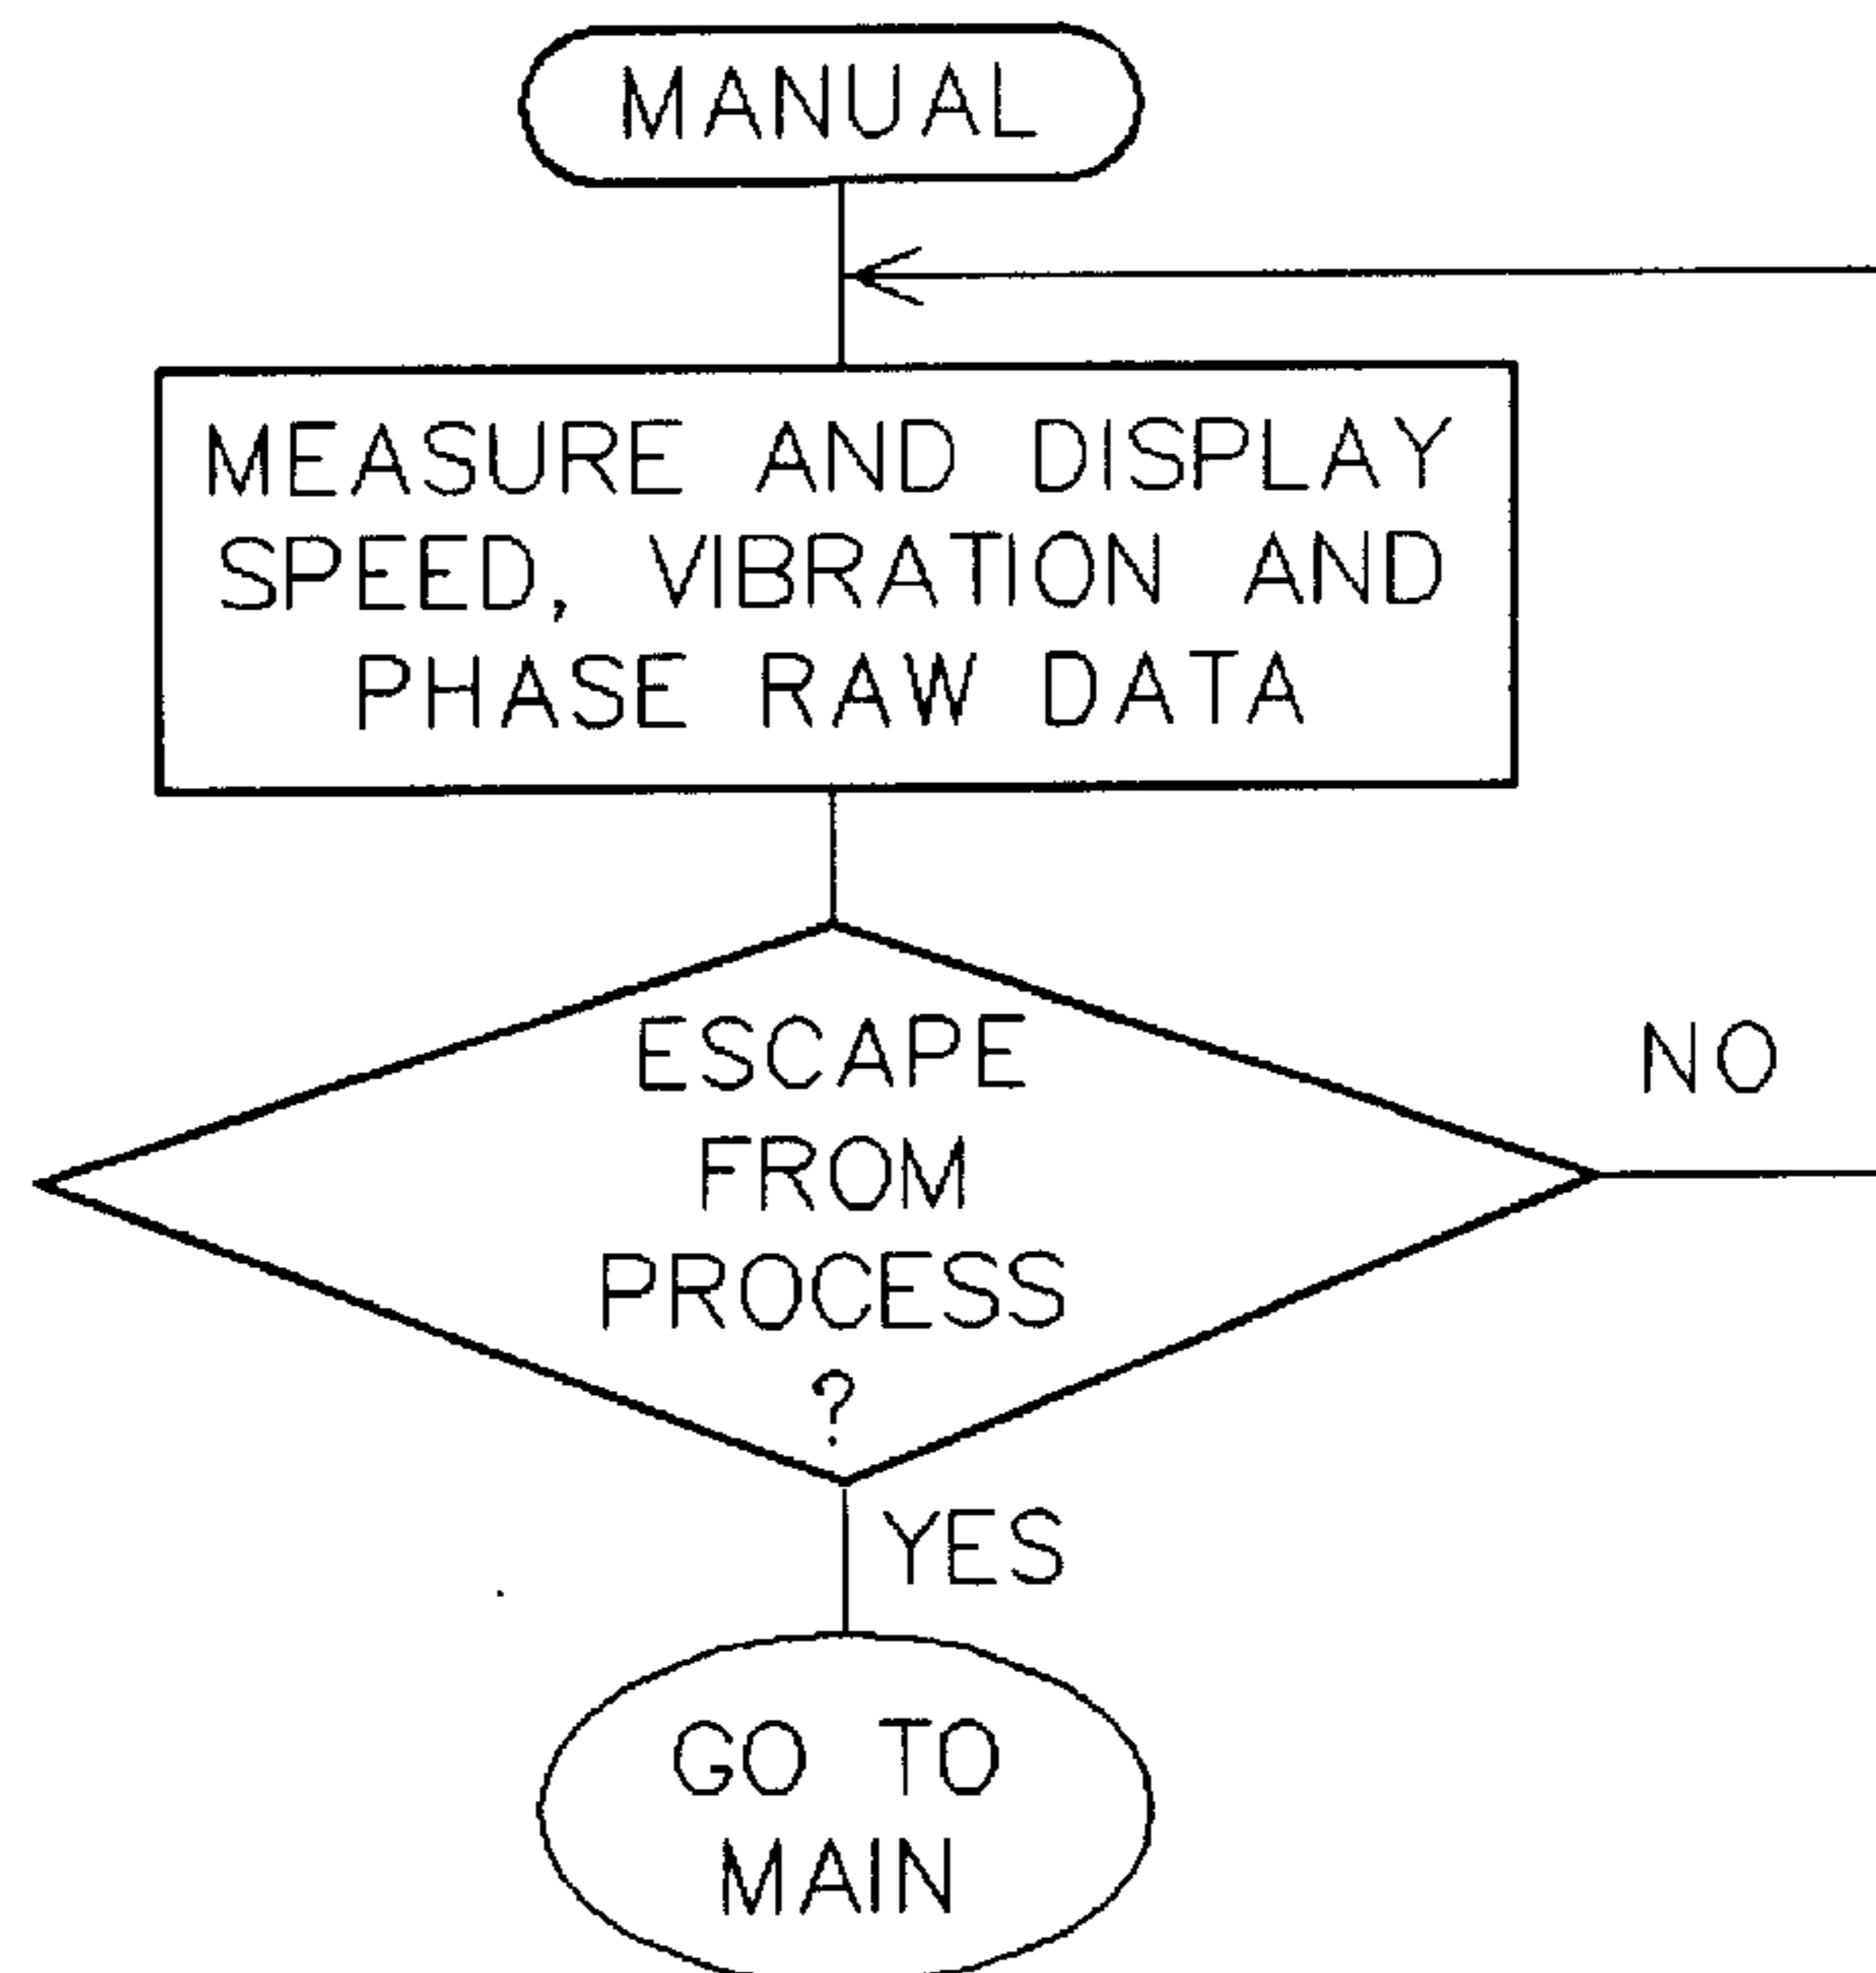 MANUAL
MEASURE AND DISPLAY
SPEED, VIBRATION AND
PHASE RAW DATA
ESCAPE
FROM
PROCESS
?
NO
YES
GO TO
MAIN